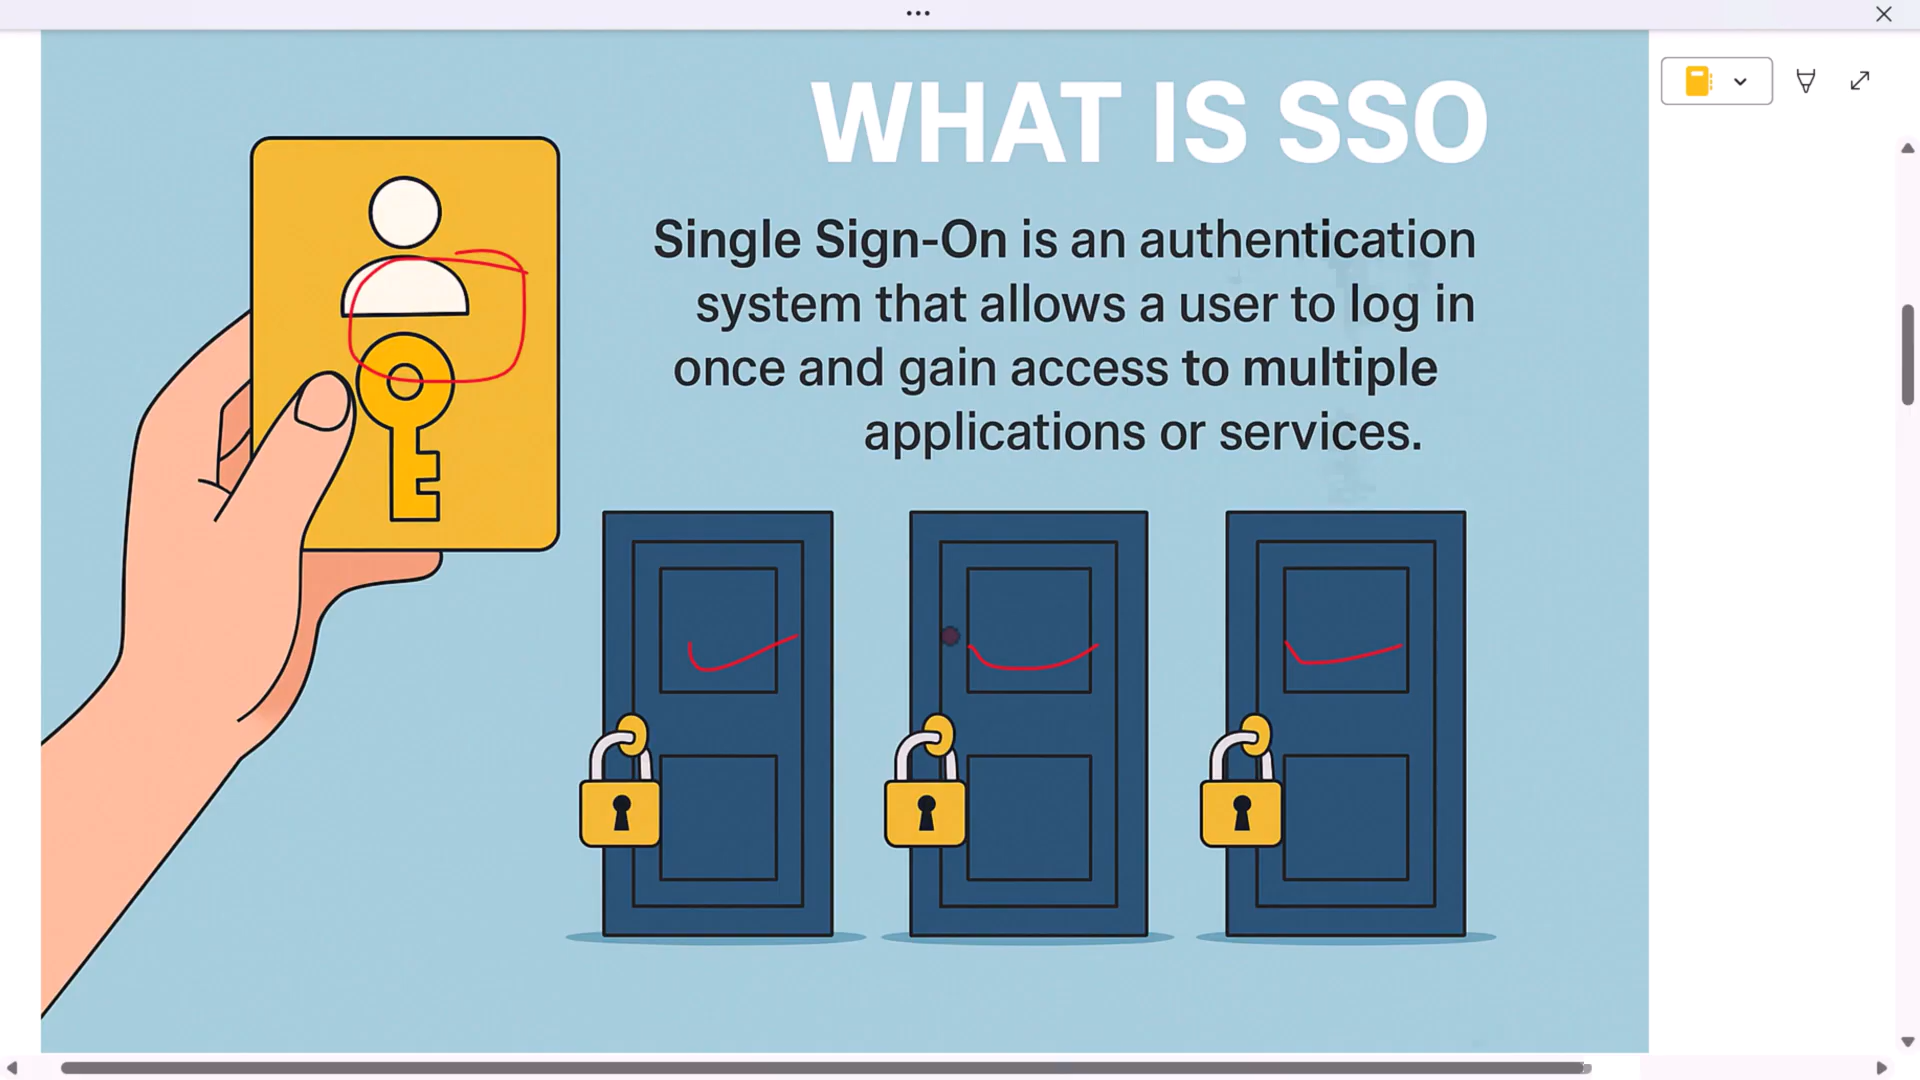 WHAT IS SSO
Single Sign-On is an authentication
system that allows a user to log in
once and gain access to multiple
applications or services.